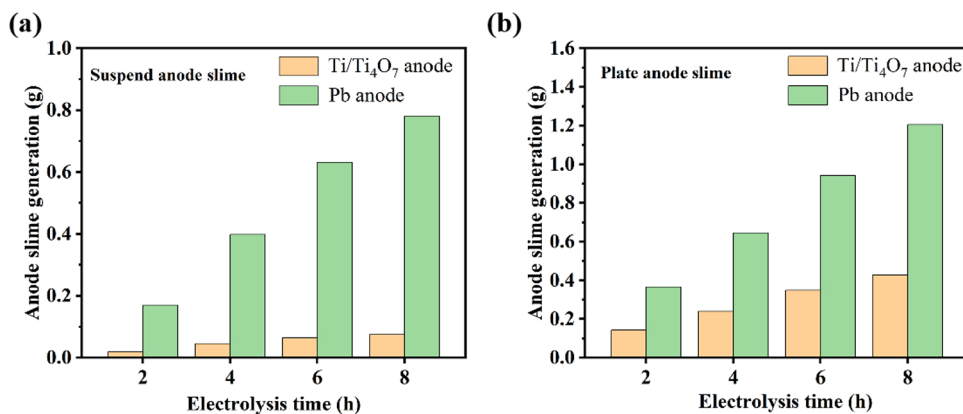 (a)
Anode slime generation (g)
1.0
0.8
0.6
0.4
0.2
0.0
Suspend anode slime
Ti/Ti₄O₇ anode
Pb anode
2 4 6 8
Electrolysis time (h)
(b)
Anode slime generation (g)
1.6
1.4
1.2
1.0
0.8
0.6
0.4
0.2
0.0
Plate anode slime
Ti/Ti₄O₇ anode
Pb anode
2 4 6 8
Electrolysis time (h)